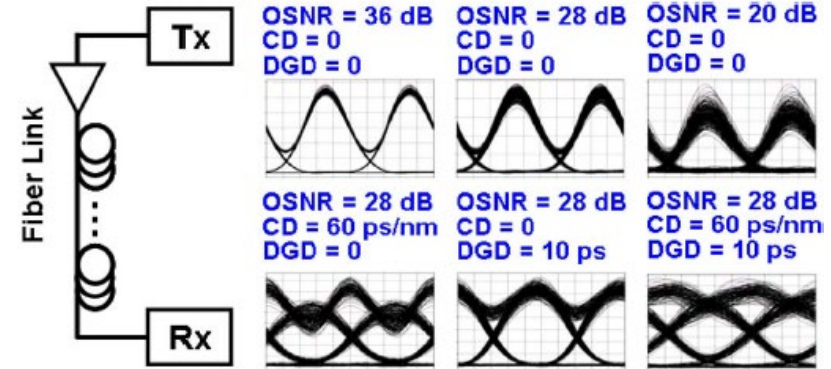 Tx
Fiber Link
Rx
OSNR = 36 dB
CD = 0
DGD = 0
OSNR = 28 dB
CD = 0
DGD = 0
OSNR = 20 dB
CD = 0
DGD = 0
OSNR = 28 dB
CD = 60 ps/nm
DGD = 0
OSNR = 28 dB
CD = 0
DGD = 10 ps
OSNR = 28 dB
CD = 60 ps/nm
DGD = 10 ps